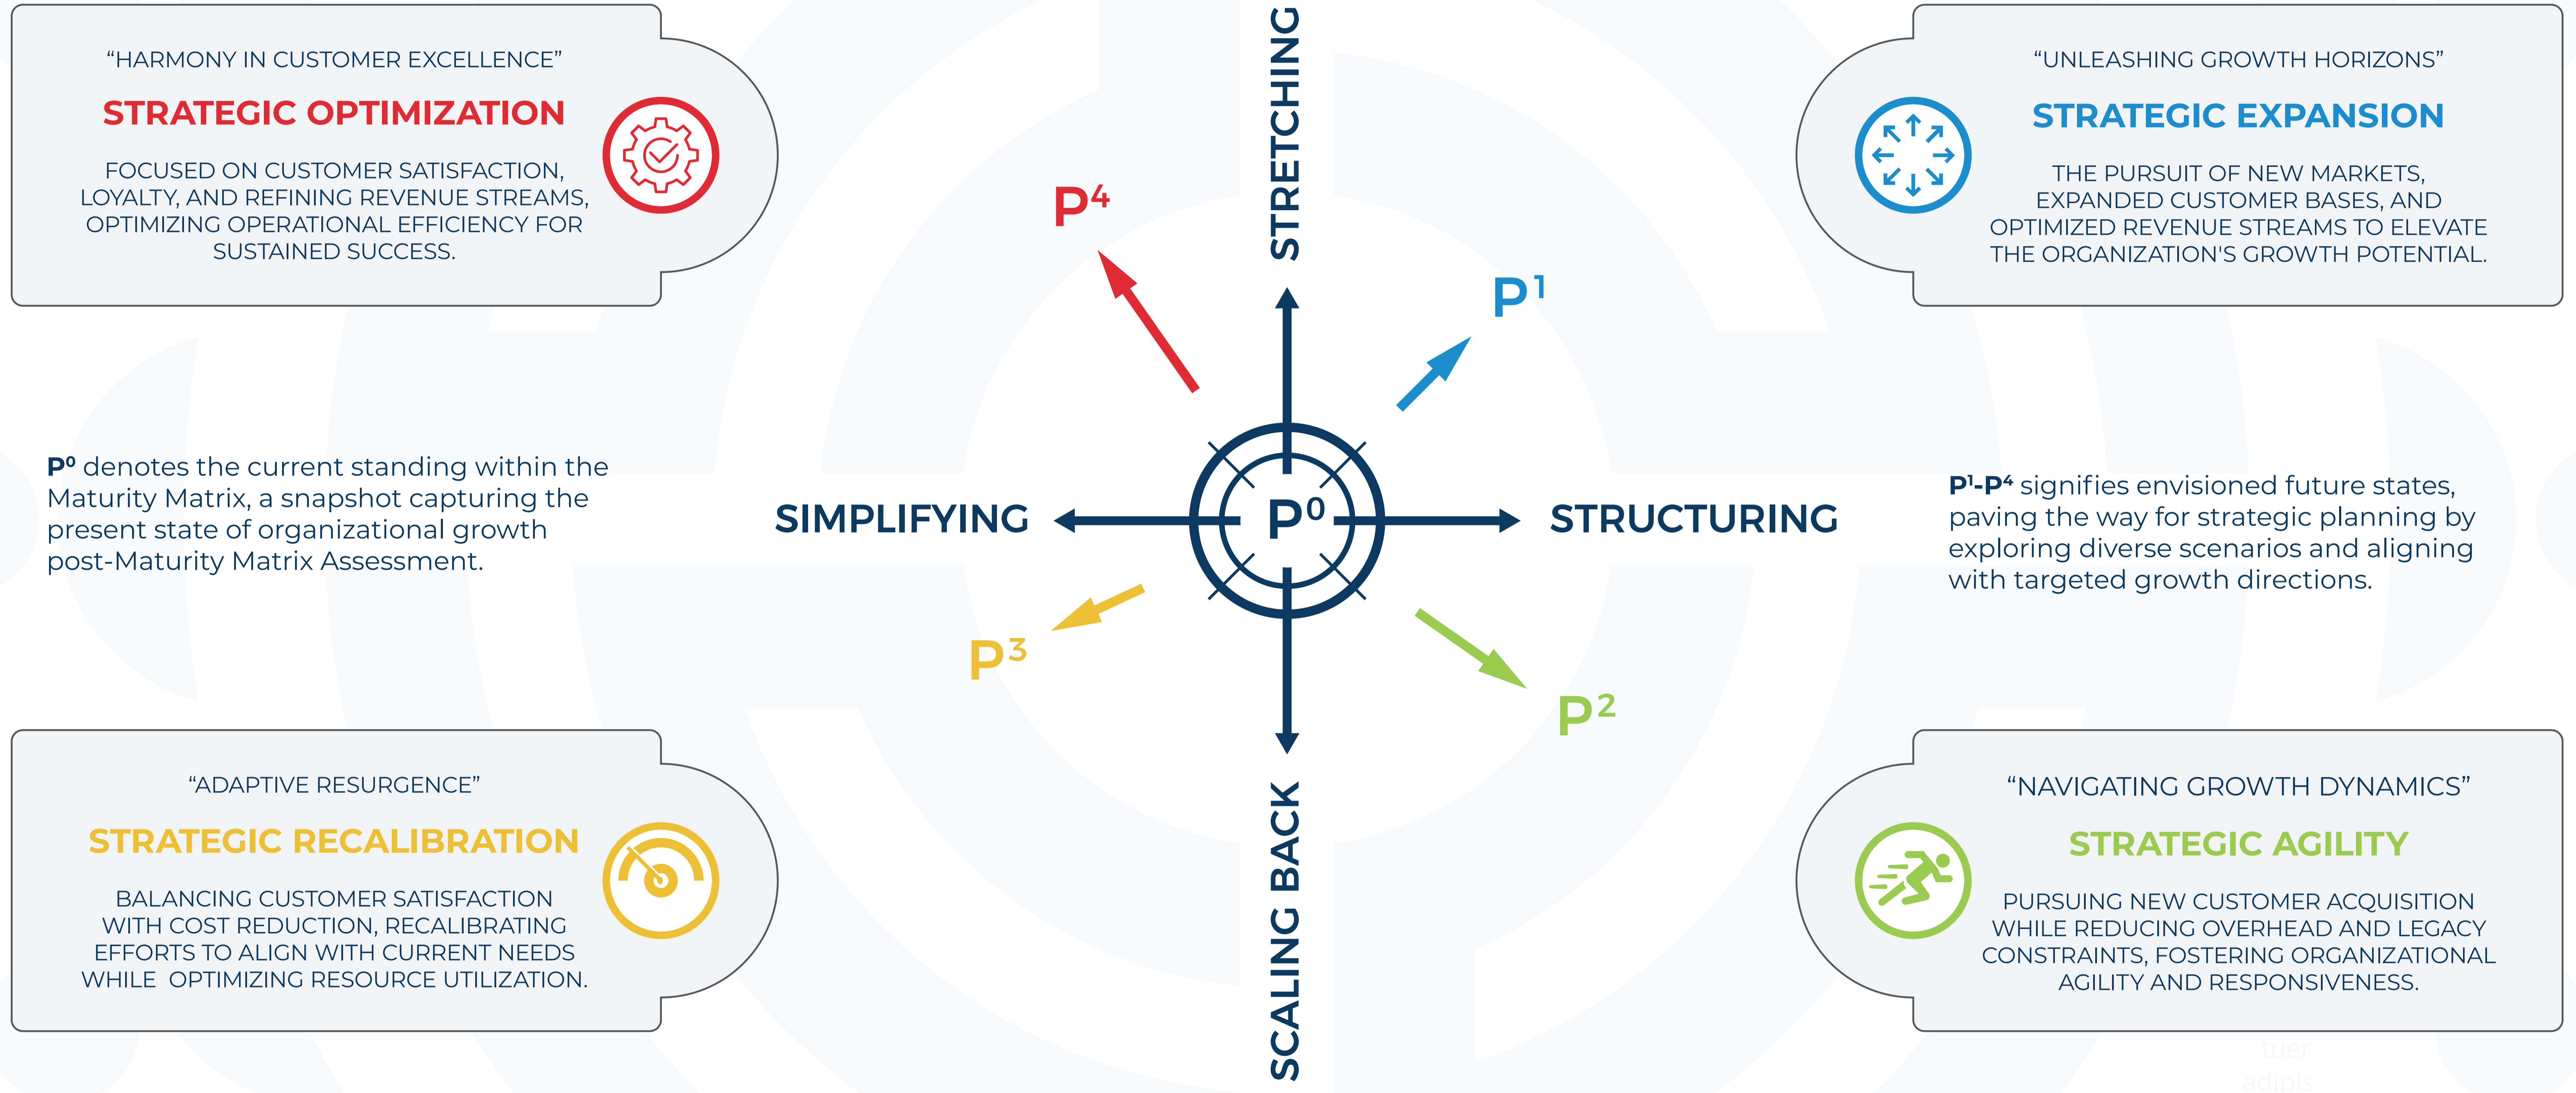 “HARMONY IN CUSTOMER EXCELLENCE”
STRATEGIC OPTIMIZATION
FOCUSED ON CUSTOMER SATISFACTION,
LOYALTY, AND REFINING REVENUE STREAMS,
OPTIMIZING OPERATIONAL EFFICIENCY FOR
SUSTAINED SUCCESS.
STRETCHING
“UNLEASHING GROWTH HORIZONS”
STRATEGIC EXPANSION
THE PURSUIT OF NEW MARKETS,
EXPANDED CUSTOMER BASES, AND
OPTIMIZED REVENUE STREAMS TO ELEVATE
THE ORGANIZATION'S GROWTH POTENTIAL.
P⁴
P¹
P⁰ denotes the current standing within the
Maturity Matrix, a snapshot capturing the
present state of organizational growth
post-Maturity Matrix Assessment.
SIMPLIFYING
P⁰
STRUCTURING
P¹-P⁴ signifies envisioned future states,
paving the way for strategic planning by
exploring diverse scenarios and aligning
with targeted growth directions.
P³
P²
“ADAPTIVE RESURGENCE”
STRATEGIC RECALIBRATION
BALANCING CUSTOMER SATISFACTION
WITH COST REDUCTION, RECALIBRATING
EFFORTS TO ALIGN WITH CURRENT NEEDS
WHILE  OPTIMIZING RESOURCE UTILIZATION.
SCALING BACK
“NAVIGATING GROWTH DYNAMICS”
STRATEGIC AGILITY
PURSUING NEW CUSTOMER ACQUISITION
WHILE REDUCING OVERHEAD AND LEGACY
CONSTRAINTS, FOSTERING ORGANIZATIONAL
AGILITY AND RESPONSIVENESS.
tuer
adipis